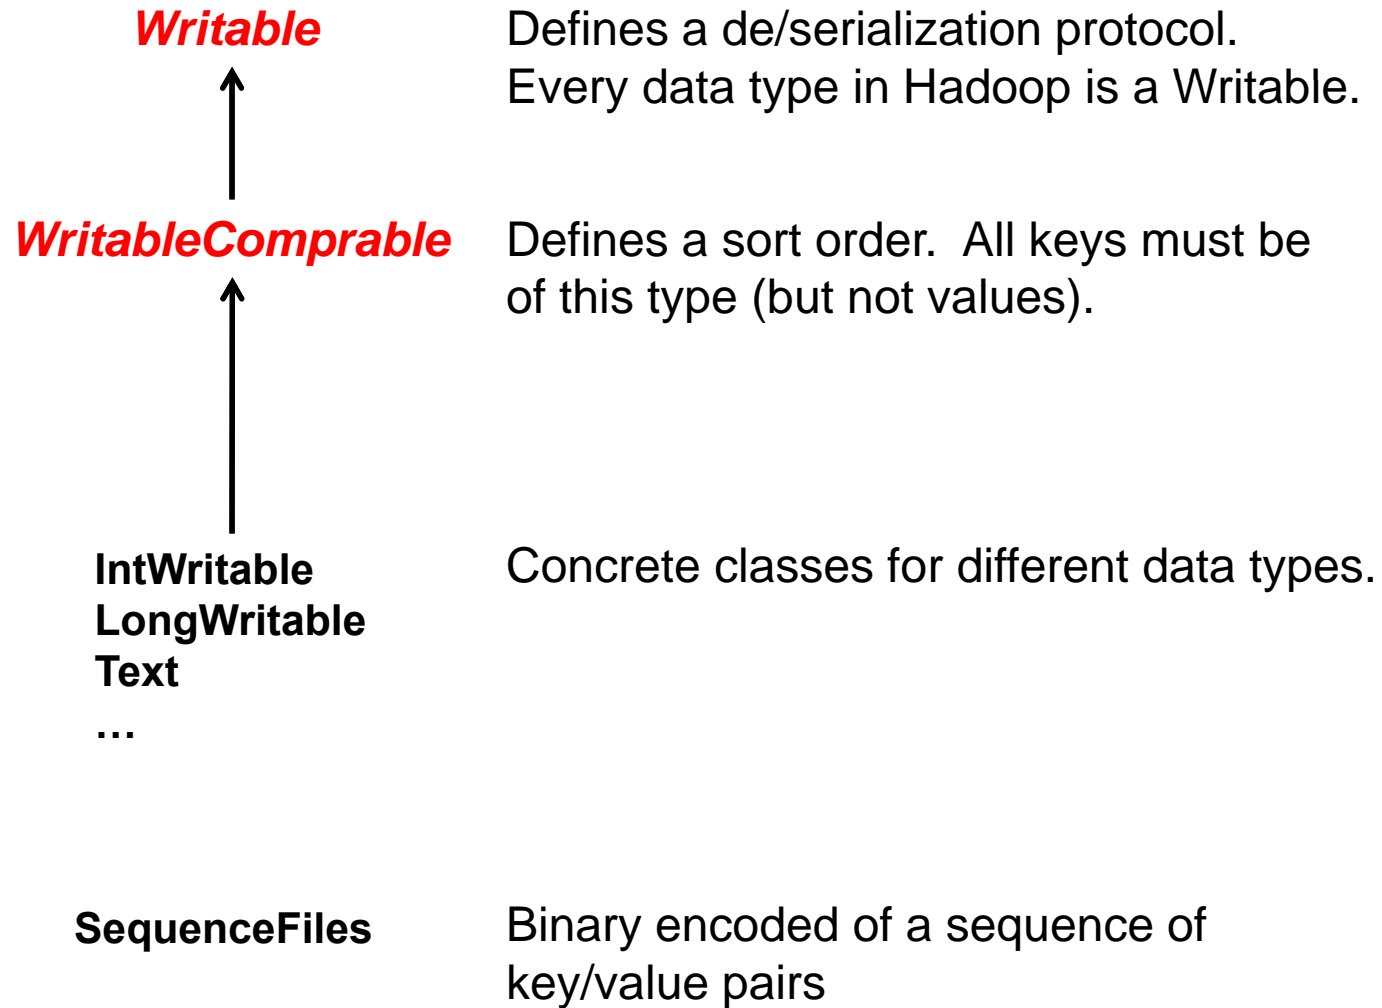 Writable
Defines a de/serialization protocol.
Every data type in Hadoop is a Writable.
WritableComprable
Defines a sort order.  All keys must be
of this type (but not values).
IntWritable
LongWritable
Text
…
Concrete classes for different data types.
SequenceFiles
Binary encoded of a sequence of
key/value pairs